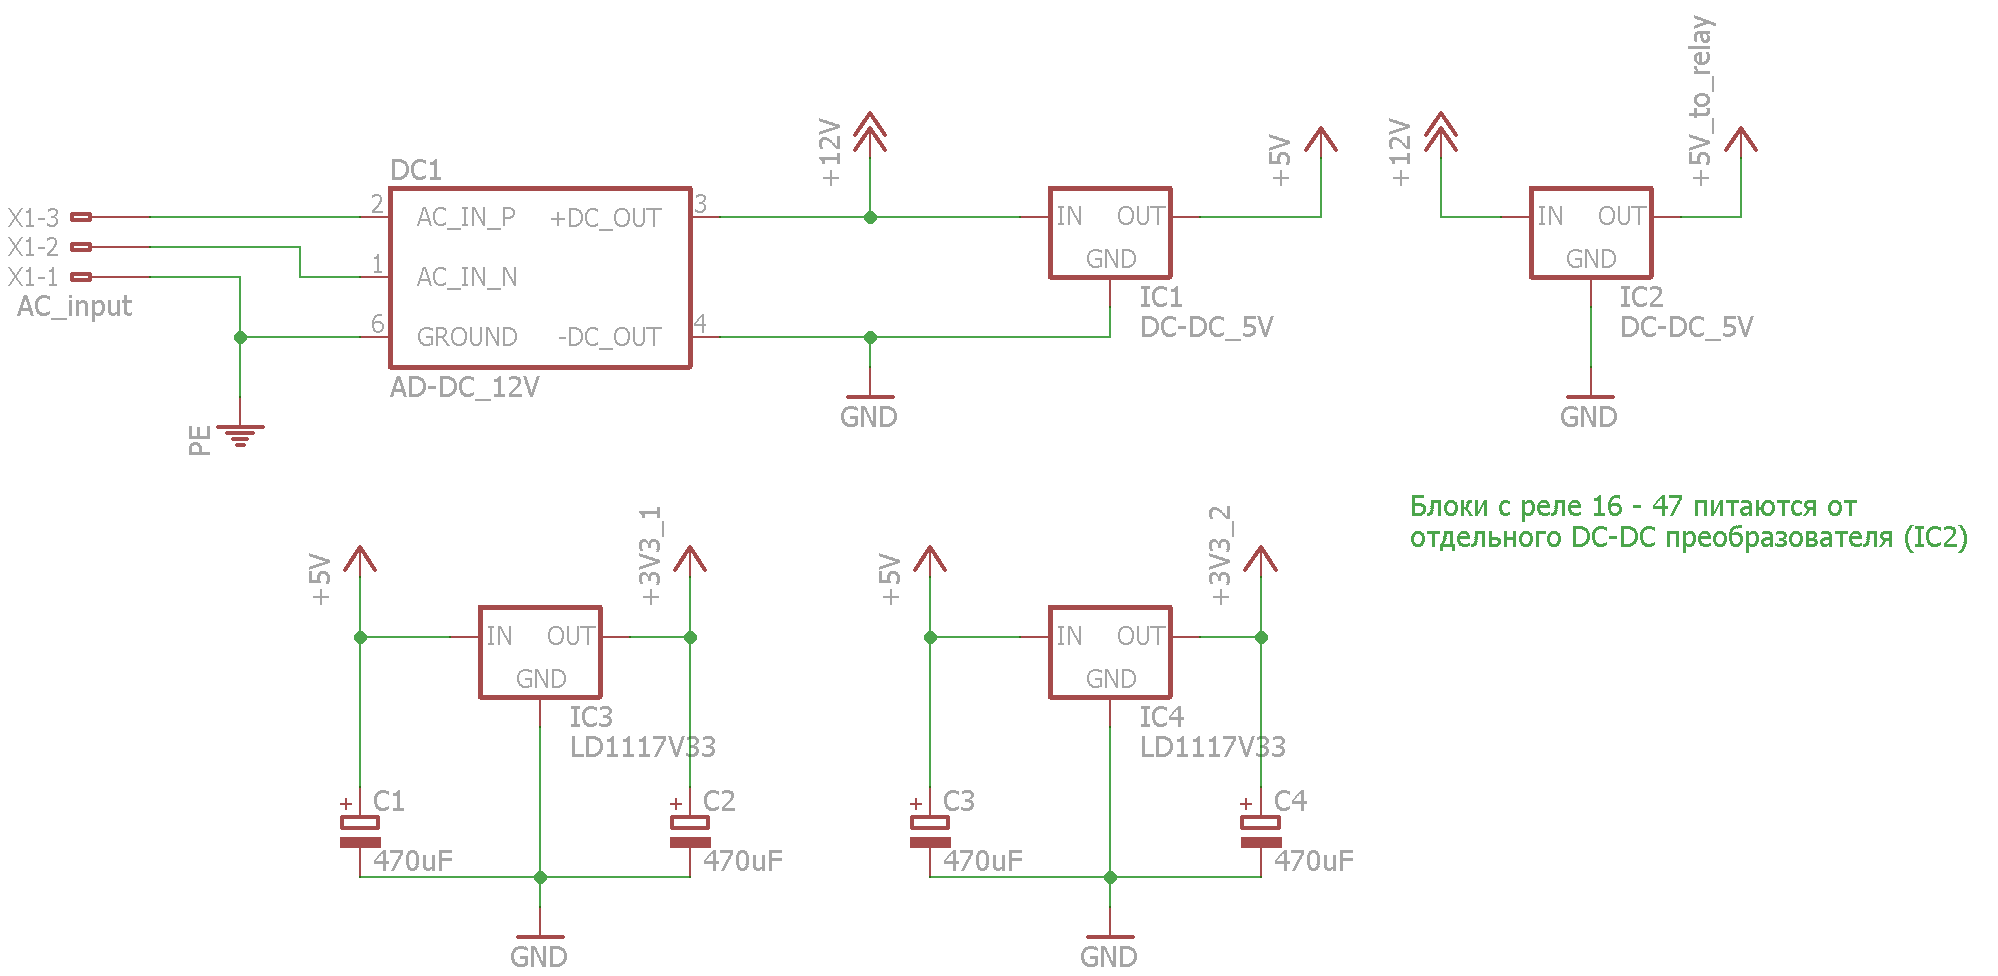 +5V_to_relay
+12V
+5V
+12V
DC1
X1-3
2
AC_IN_P
+DC_OUT
3
IN
OUT
GND
IN
OUT
GND
X1-2
X1-1
AC_input
1
AC_IN_N
6
GROUND
-DC_OUT
4
IC1
DC-DC_5V
IC2
DC-DC_5V
AD-DC_12V
PE
GND
GND
Блоки с реле 16 - 47 питаются от
отдельного DC-DC преобразователя (IC2)
+5V
+3V3_1
+5V
+3V3_2
IN
OUT
GND
IC3
LD1117V33
IN
OUT
GND
IC4
LD1117V33
+
C1
470uF
+
C2
470uF
+
C3
470uF
+
C4
470uF
GND
GND